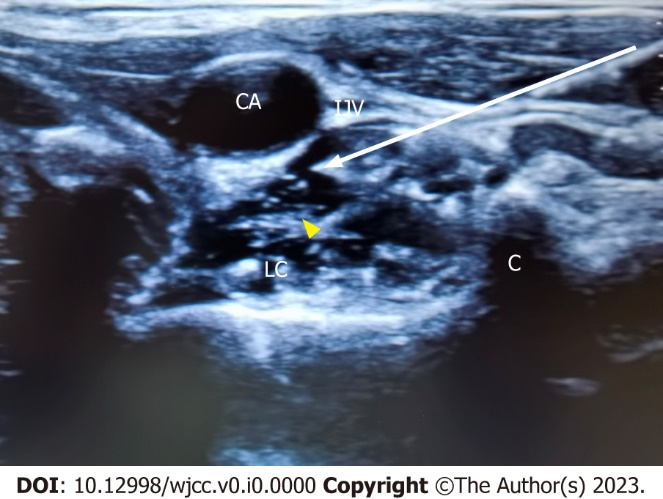 CA
IJV
LC
C
DOI: 10.12998/wjcc.v0.i0.0000 Copyright ©The Author(s) 2023.